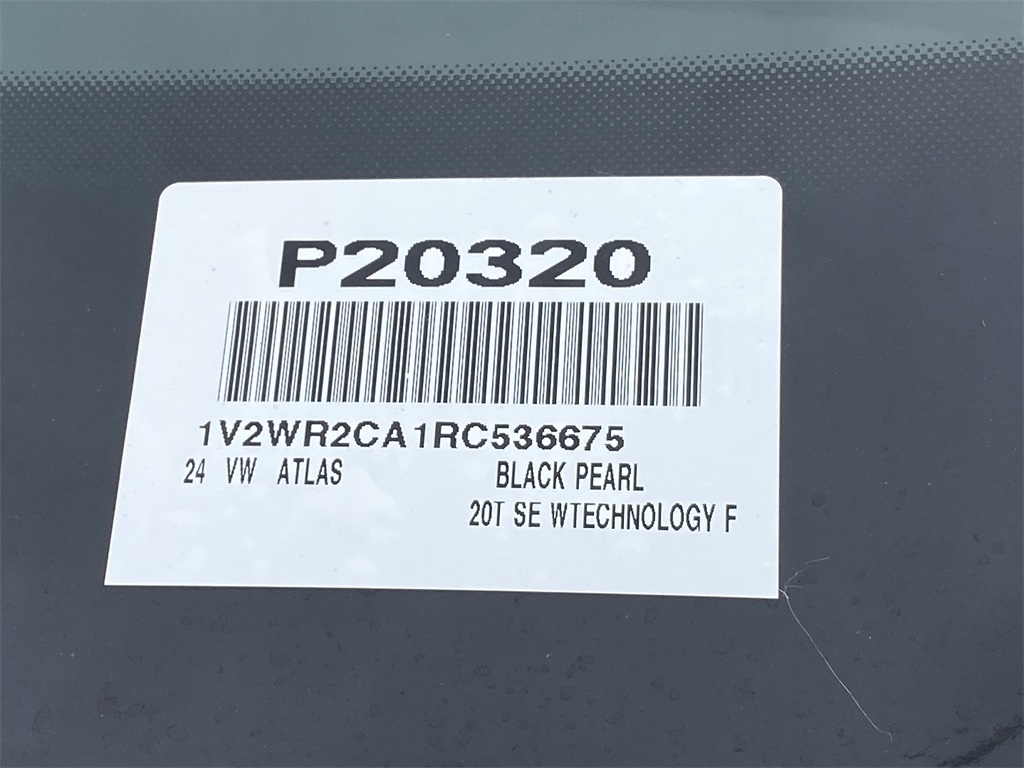 P20320
1V2WR2CA1RC536675
24 VW ATLAS BLACK PEARL
20T SE WTECHNOLOGY F